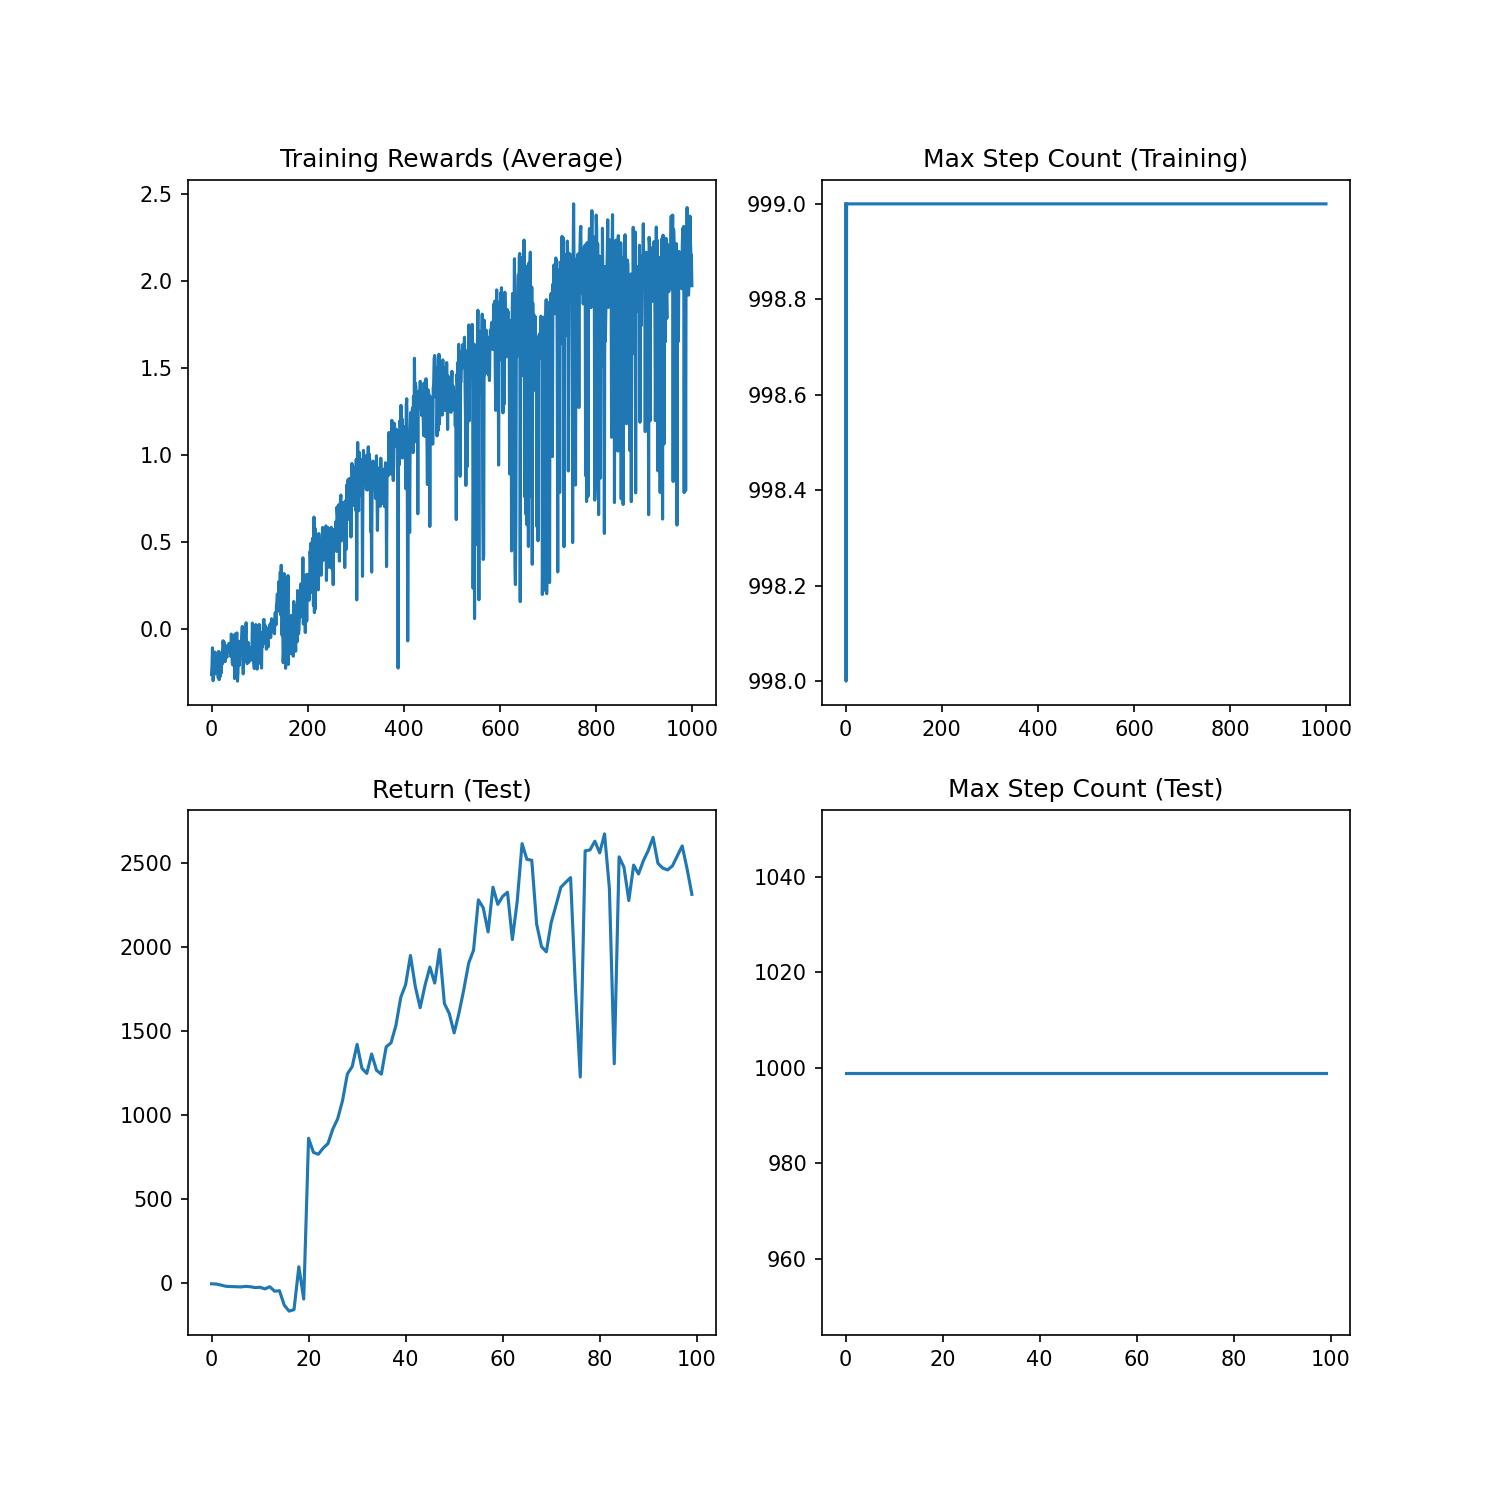 Training Rewards (Average)
2.5
2.0
1.5
1.0
0.5
0.0
0 200 400 600 800 1000
Max Step Count (Training)
999.0
998.8
998.6
998.4
998.2
998.0
0 200 400 600 800 1000
Return (Test)
2500
2000
1500
1000
500
0
0 20 40 60 80 100
Max Step Count (Test)
1040
1020
1000
980
960
0 20 40 60 80 100